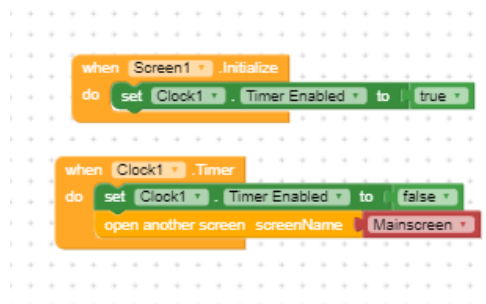 when Screen1 .Initialize
do set Clock1 . Timer Enabled to true
when Clock1 .Timer
do set Clock1 . Timer Enabled to false
open another screen screenName Mainscreen